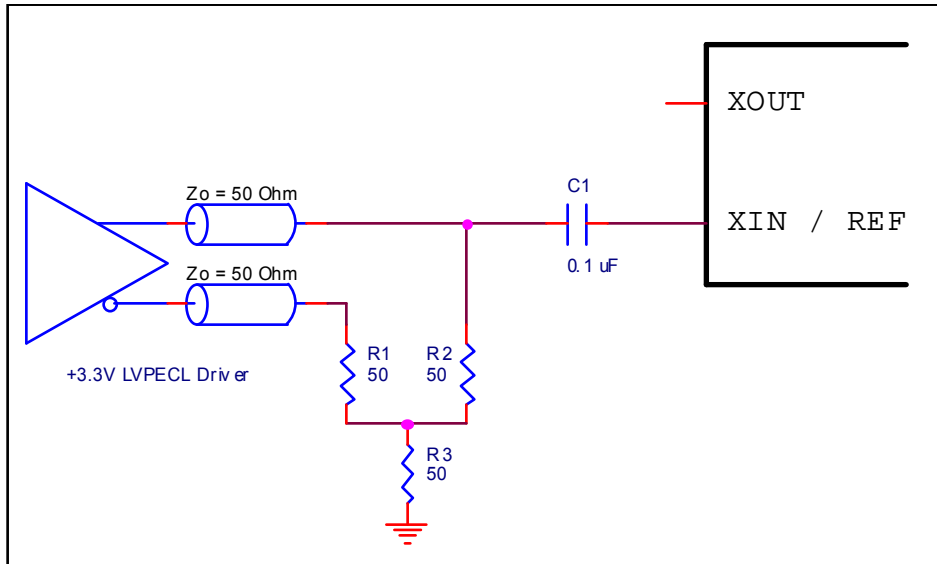 XOUT
Zo = 50 Ohm
C1
XIN / REF
0.1 uF
Zo = 50 Ohm
R1
50
R2
50
+3.3V LVPECL Driver
R3
50